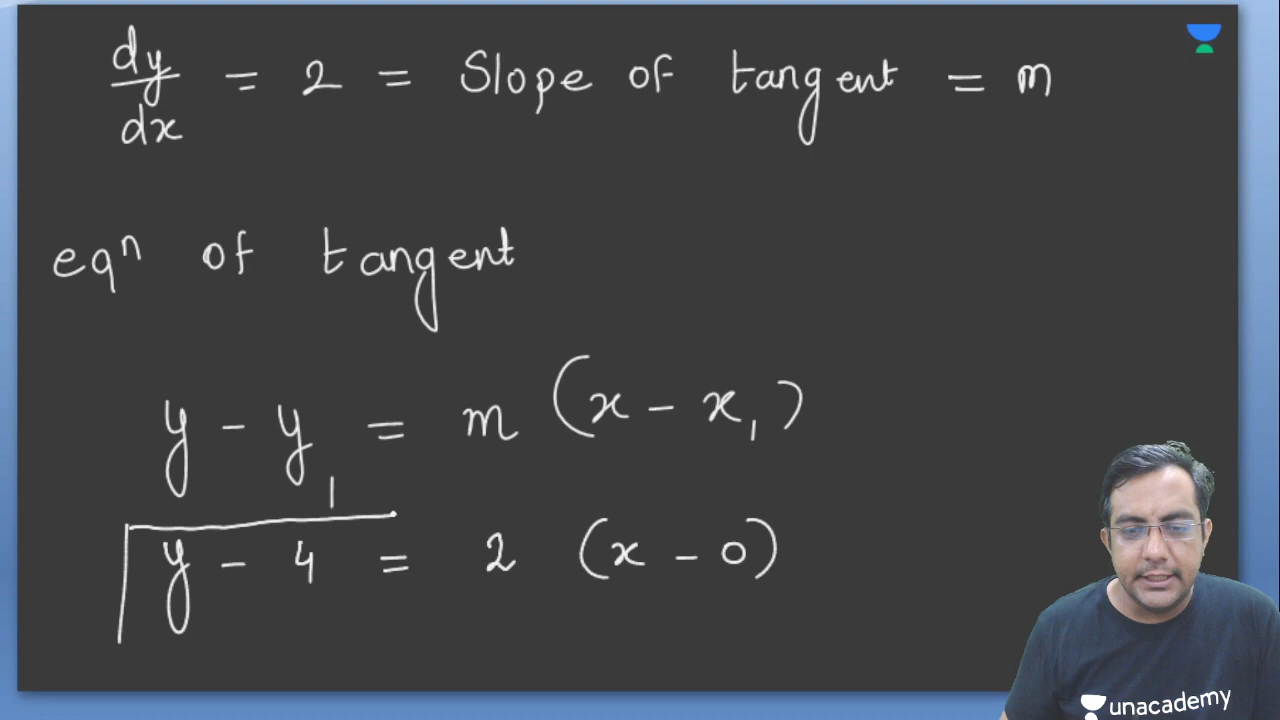 dy/dx = 2 = Slope of tangent = m
eqⁿ of tangent
y - y₁ = m (x - x₁)
y - 4 = 2 (x - 0)
unacademy